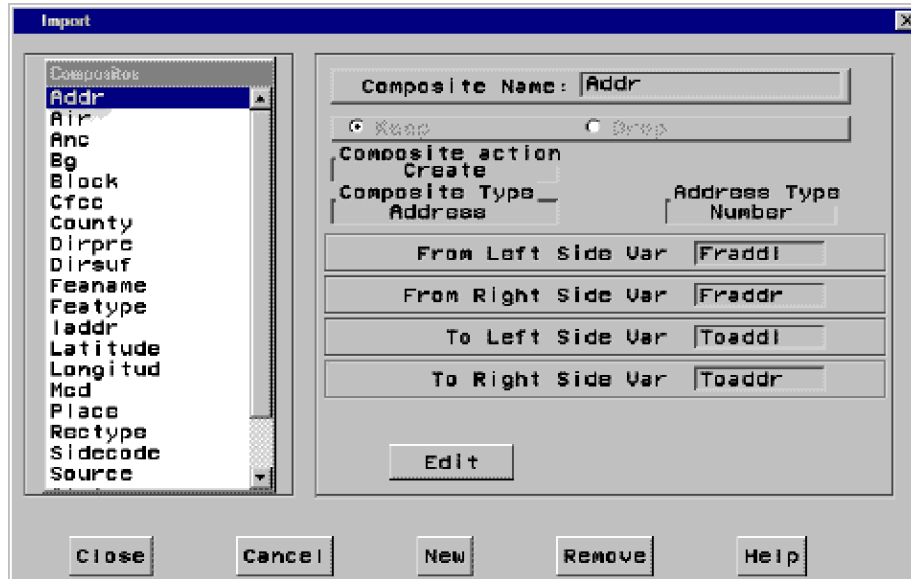 Import
Composites
Addr
Air
Anc
Bg
Block
Cfcc
County
Dirpre
Dirsuf
Feaname
Featype
Iaddr
Latitude
Longitud
Mcd
Place
Rectype
Sidecode
Source
Composite Name: Addr
Keep Drop
Composite action
Create
Composite Type Address Type
Address Number
From Left Side Var Fraddl
From Right Side Var Fraddr
To Left Side Var Toaddl
To Right Side Var Toaddr
Edit
Close Cancel New Remove Help